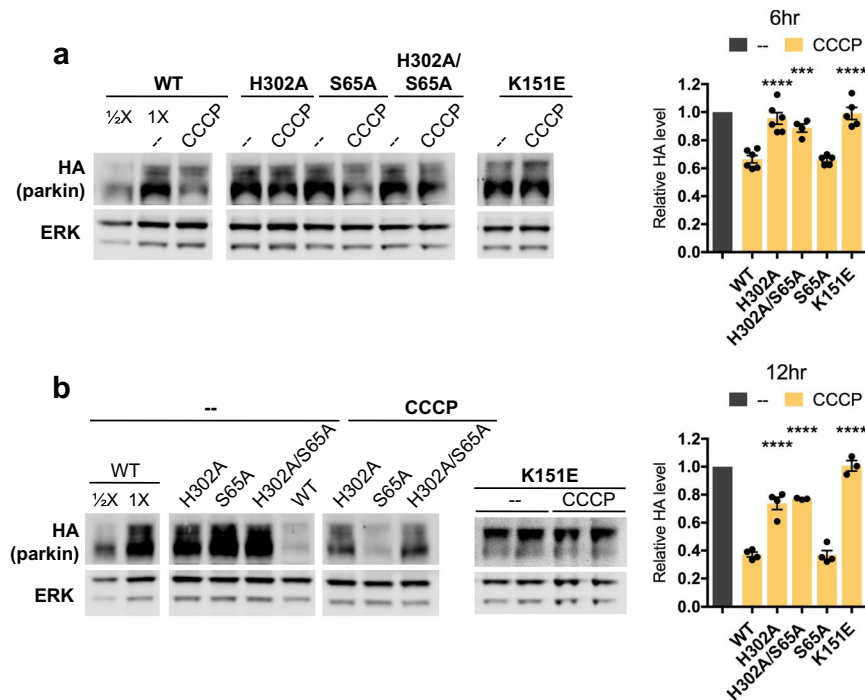 a
WT
H302A
S65A
H302A/
S65A
K151E
½X 1X
-- CCCP -- CCCP -- CCCP -- CCCP -- CCCP
HA
(parkin)
ERK
6hr
-- CCCP
**** *** ****
Relative HA level
1.2
1.0
0.8
0.6
0.4
0.2
0.0
WT
H302A
H302A/S65A
S65A
K151E
b
-- CCCP
WT
½X 1X
H302A S65A H302A/S65A WT H302A S65A H302A/S65A
K151E
-- CCCP
HA
(parkin)
ERK
12hr
-- CCCP
**** **** ****
Relative HA level
1.2
1.0
0.8
0.6
0.4
0.2
0.0
WT
H302A
H302A/S65A
S65A
K151E